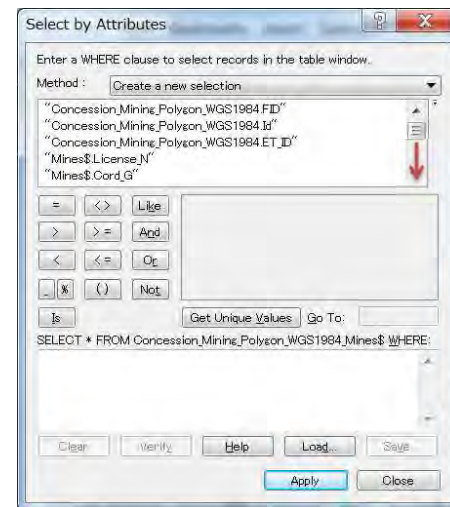 Select by Attributes
Enter a WHERE clause to select records in the table window.
Method : Create a new selection
"Concession_Mining_Polygon_WGS1984.FID"
"Concession_Mining_Polygon_WGS1984.Id"
"Concession_Mining_Polygon_WGS1984.ET_ID"
"Mines$.License_N"
"Mines$.Cord_G"
= <> Like
> > = And
< < = Or
_ % () Not
Is Get Unique Values Go To:
SELECT * FROM Concession_Mining_Polygon_WGS1984_Mines$ WHERE:
Clear Verify Help Load... Save
Apply Close